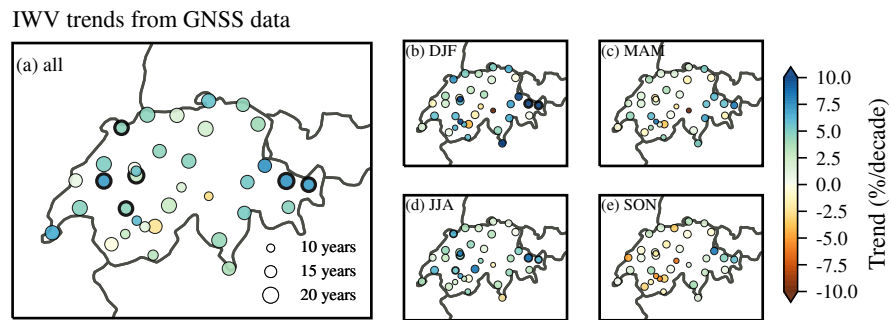 IWV trends from GNSS data
(a) all
10 years
15 years
20 years
(b) DJF
(c) MAM
(d) JJA
(e) SON
10.0
7.5
5.0
2.5
0.0
-2.5
-5.0
-7.5
-10.0
Trend (%/decade)